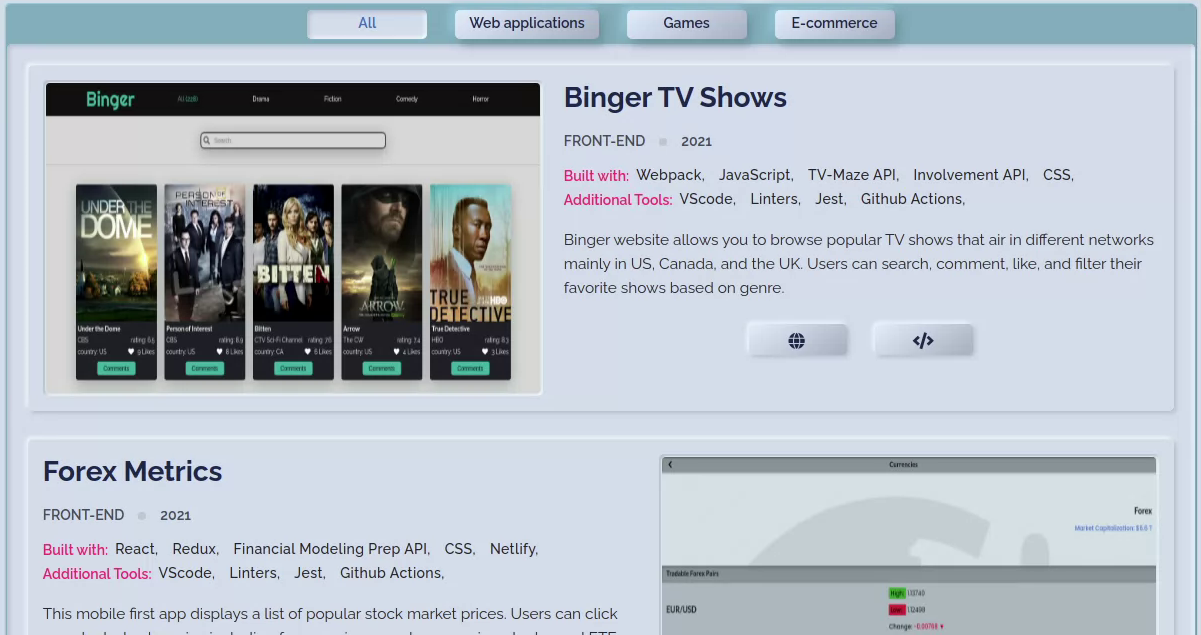 All
Web applications
Games
E-commerce
Binger
All (228)
Drama
Fiction
Comedy
Horror
Search
UNDER THE DOME
PERSON OF INTEREST
BITTEN
ARROW
TRUE DETECTIVE
HBO
Under the Dome
CBS rating: 6.5
country: US 9 Likes
Comments
Person of Interest
CBS rating: 8.9
country: US 8 Likes
Comments
Bitten
CTV Sci-Fi Channel rating: 7.6
country: CA 6 Likes
Comments
Arrow
The CW rating: 7.4
country: US 4 Likes
Comments
True Detective
HBO rating: 8.3
country: US 3 Likes
Comments
Binger TV Shows
FRONT-END 2021
Built with: Webpack, JavaScript, TV-Maze API, Involvement API, CSS,
Additional Tools: VScode, Linters, Jest, Github Actions,
Binger website allows you to browse popular TV shows that air in different networks
mainly in US, Canada, and the UK. Users can search, comment, like, and filter their
favorite shows based on genre.
Forex Metrics
FRONT-END 2021
Built with: React, Redux, Financial Modeling Prep API, CSS, Netlify,
Additional Tools: VScode, Linters, Jest, Github Actions,
This mobile first app displays a list of popular stock market prices. Users can click
Currencies
Forex
Market Capitalization: $6.6 T
Tradable Forex Pairs
EUR/USD
High: 1.13740
Low: 1.12499
Change: -0.00768